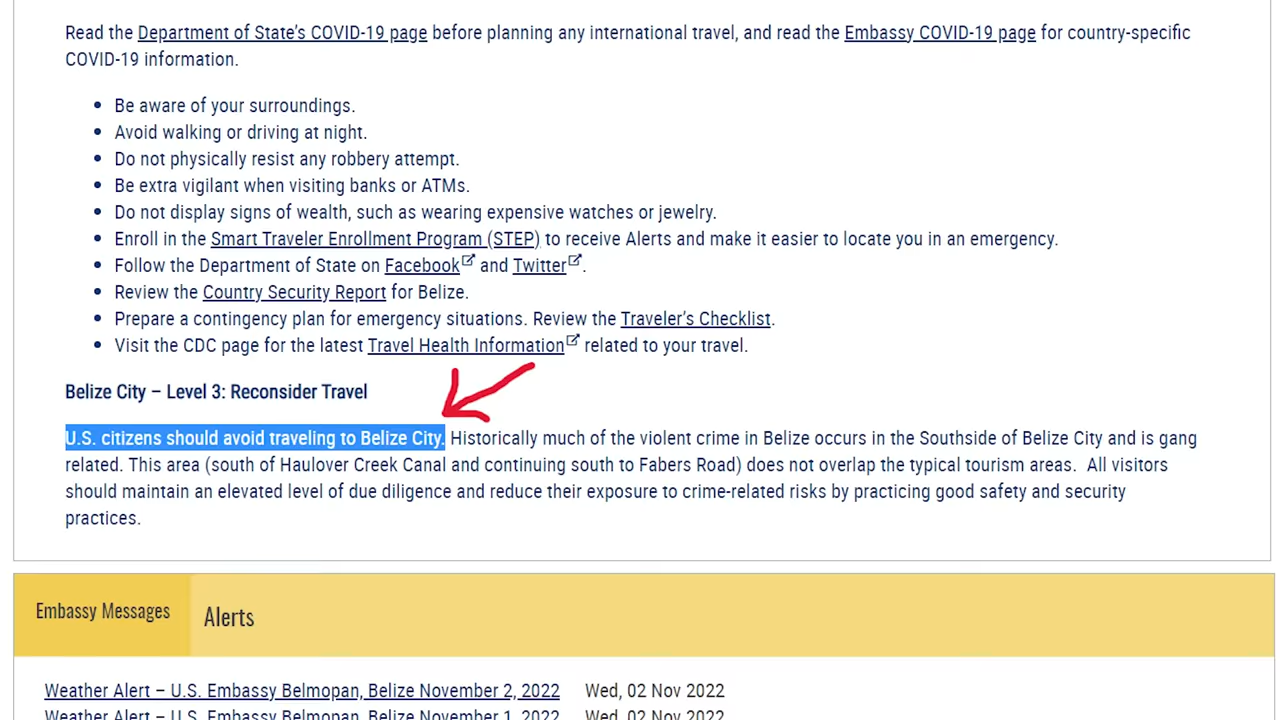 Read the Department of State's COVID-19 page before planning any international travel, and read the Embassy COVID-19 page for country-specific
COVID-19 information.
Be aware of your surroundings.
Avoid walking or driving at night.
Do not physically resist any robbery attempt.
Be extra vigilant when visiting banks or ATMs.
Do not display signs of wealth, such as wearing expensive watches or jewelry.
Enroll in the Smart Traveler Enrollment Program (STEP) to receive Alerts and make it easier to locate you in an emergency.
Follow the Department of State on Facebook and Twitter.
Review the Country Security Report for Belize.
Prepare a contingency plan for emergency situations. Review the Traveler's Checklist.
Visit the CDC page for the latest Travel Health Information related to your travel.
Belize City – Level 3: Reconsider Travel
U.S. citizens should avoid traveling to Belize City. Historically much of the violent crime in Belize occurs in the Southside of Belize City and is gang
related. This area (south of Haulover Creek Canal and continuing south to Fabers Road) does not overlap the typical tourism areas. All visitors
should maintain an elevated level of due diligence and reduce their exposure to crime-related risks by practicing good safety and security
practices.
Embassy Messages Alerts
Weather Alert – U.S. Embassy Belmopan, Belize November 2, 2022 Wed, 02 Nov 2022
Weather Alert – U.S. Embassy Belmopan, Belize November 1, 2022 Wed, 02 Nov 2022